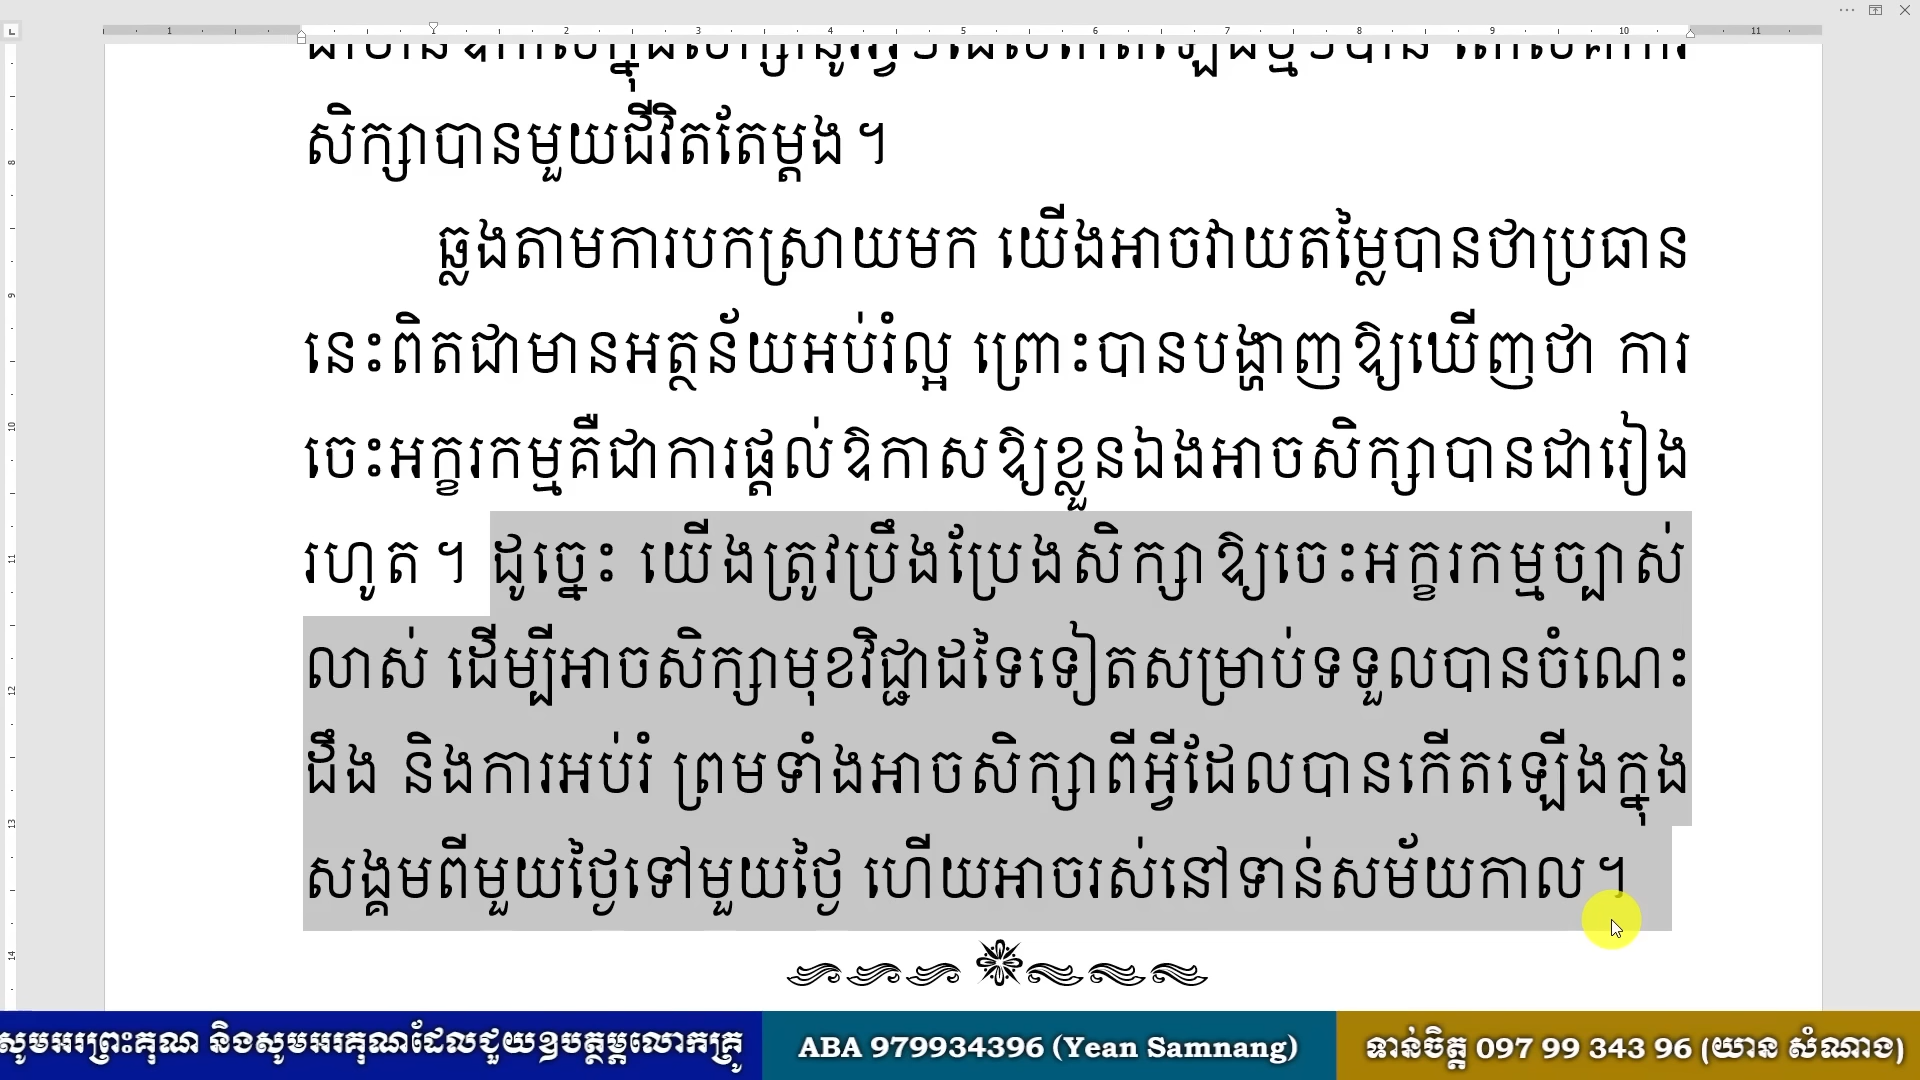 សិក្សាបានមួយជីវិតតែម្ដង។
ឆ្លងតាមការបកស្រាយមក យើងអាចវាយតម្លៃបានថាប្រធាន
នេះពិតជាមានអត្ថន័យអប់រំល្អ ព្រោះបានបង្ហាញឱ្យឃើញថា ការ
ចេះអក្ខរកម្មគឺជាការផ្ដល់ឱកាសឱ្យខ្លួនឯងអាចសិក្សាបានជារៀង
រហូត។ ដូច្នេះ យើងត្រូវប្រឹងប្រែងសិក្សាឱ្យចេះអក្ខរកម្មច្បាស់
លាស់ ដើម្បីអាចសិក្សាមុខវិជ្ជាដទៃទៀតសម្រាប់ទទួលបានចំណេះ
ដឹង និងការអប់រំ ព្រមទាំងអាចសិក្សាពីអ្វីដែលបានកើតឡើងក្នុង
សង្គមពីមួយថ្ងៃទៅមួយថ្ងៃ ហើយអាចរស់នៅទាន់សម័យកាល។
សូមអរព្រះគុណ និងសូមអរគុណដែលជួយឧបត្ថម្ភលោកគ្រូ
ABA 979934396 (Yean Samnang)
ទាន់ចិត្ត 097 99 343 96 (យាន សំណាង)